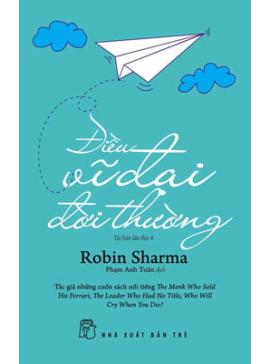 Điều
vĩ đại
đời thường
Tái bản lần thứ 4
Robin Sharma
Phạm Anh Tuấn dịch
Tác giả những cuốn sách nổi tiếng The Monk Who Sold
His Ferrari, The Leader Who Had No Title, Who Will
Cry When You Die?
NHÀ XUẤT BẢN TRẺ